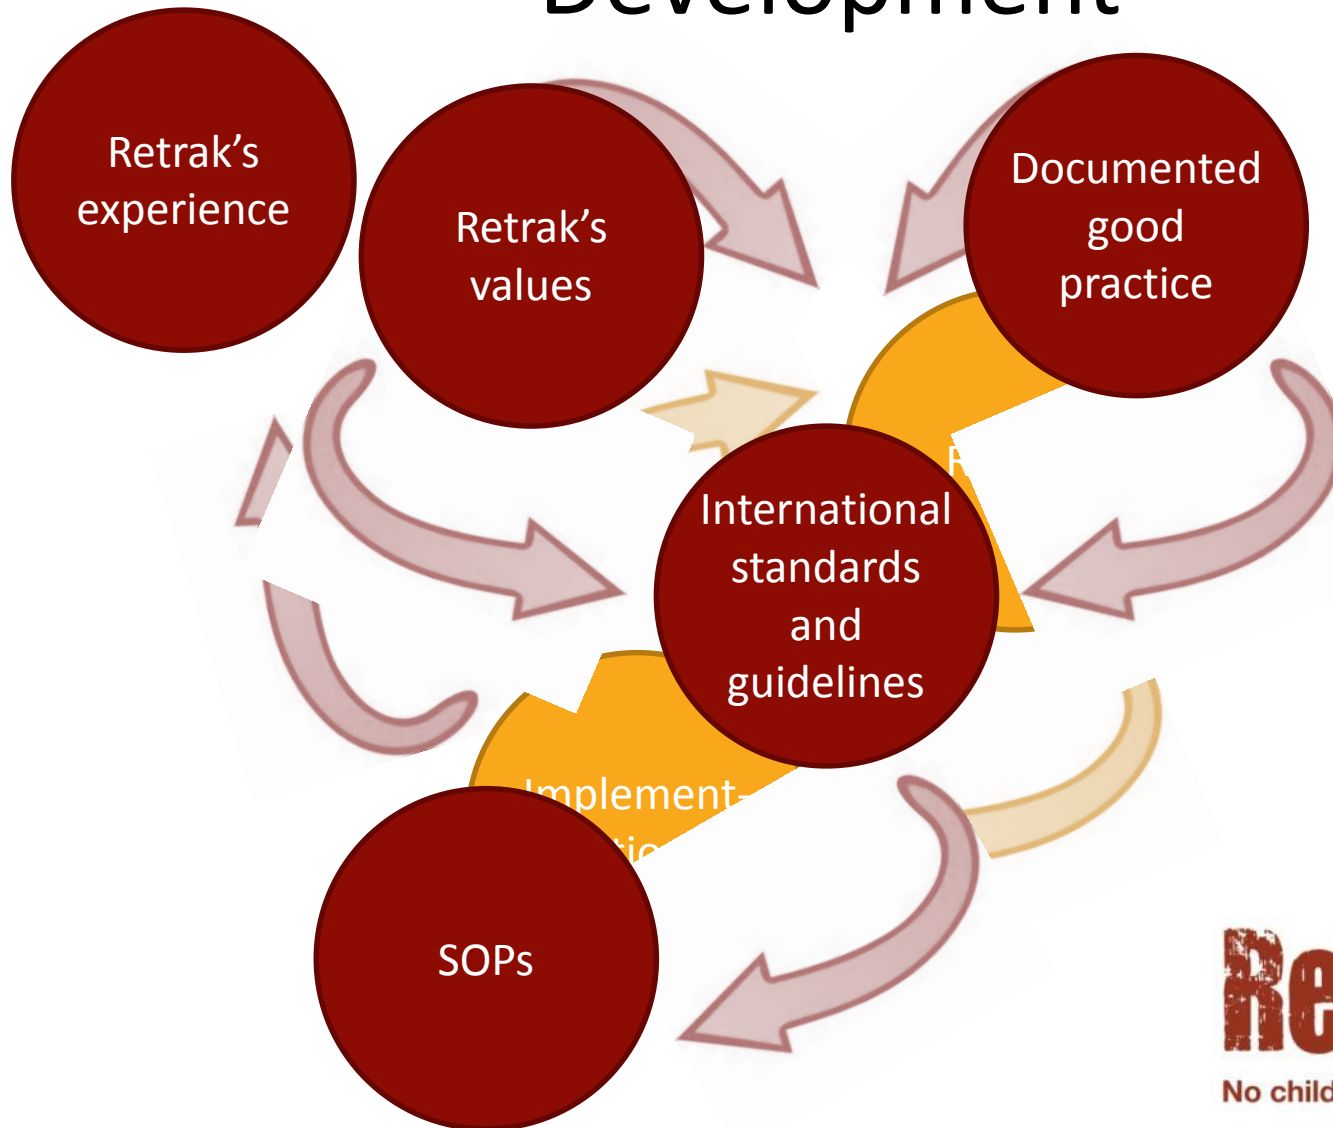 Development
Retrak's
experience
Retrak's
values
Documented
good
practice
International
standards
and
guidelines
Implement-
SOPs
No child